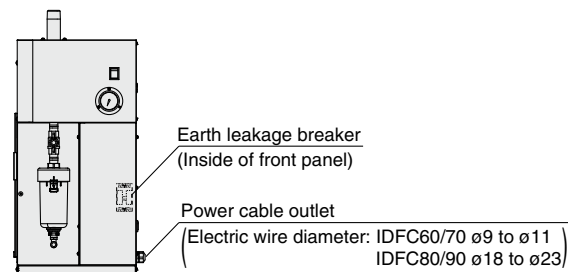 Earth leakage breaker
(Inside of front panel)
Power cable outlet
(Electric wire diameter: IDFC60/70 ø9 to ø11
IDFC80/90 ø18 to ø23)